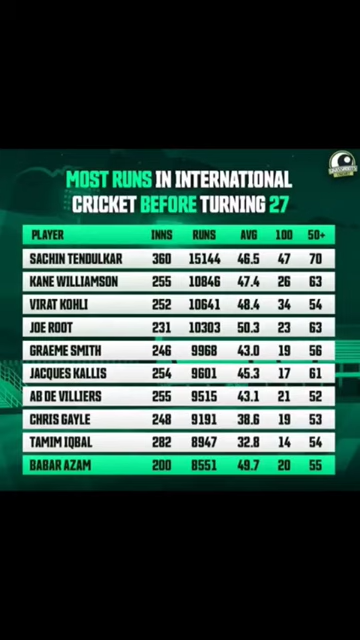 MOST RUNS IN INTERNATIONAL
CRICKET BEFORE TURNING 27
PLAYER INNS RUNS AVG 100 50+
SACHIN TENDULKAR 360 15144 46.5 47 70
KANE WILLIAMSON 255 10846 47.4 26 63
VIRAT KOHLI 252 10641 48.4 34 54
JOE ROOT 231 10303 50.3 23 63
GRAEME SMITH 246 9968 43.0 19 56
JACQUES KALLIS 254 9601 45.3 17 61
AB DE VILLIERS 255 9515 43.1 21 52
CHRIS GAYLE 248 9191 38.6 19 53
TAMIM IQBAL 282 8947 32.8 14 54
BABAR AZAM 200 8551 49.7 20 55